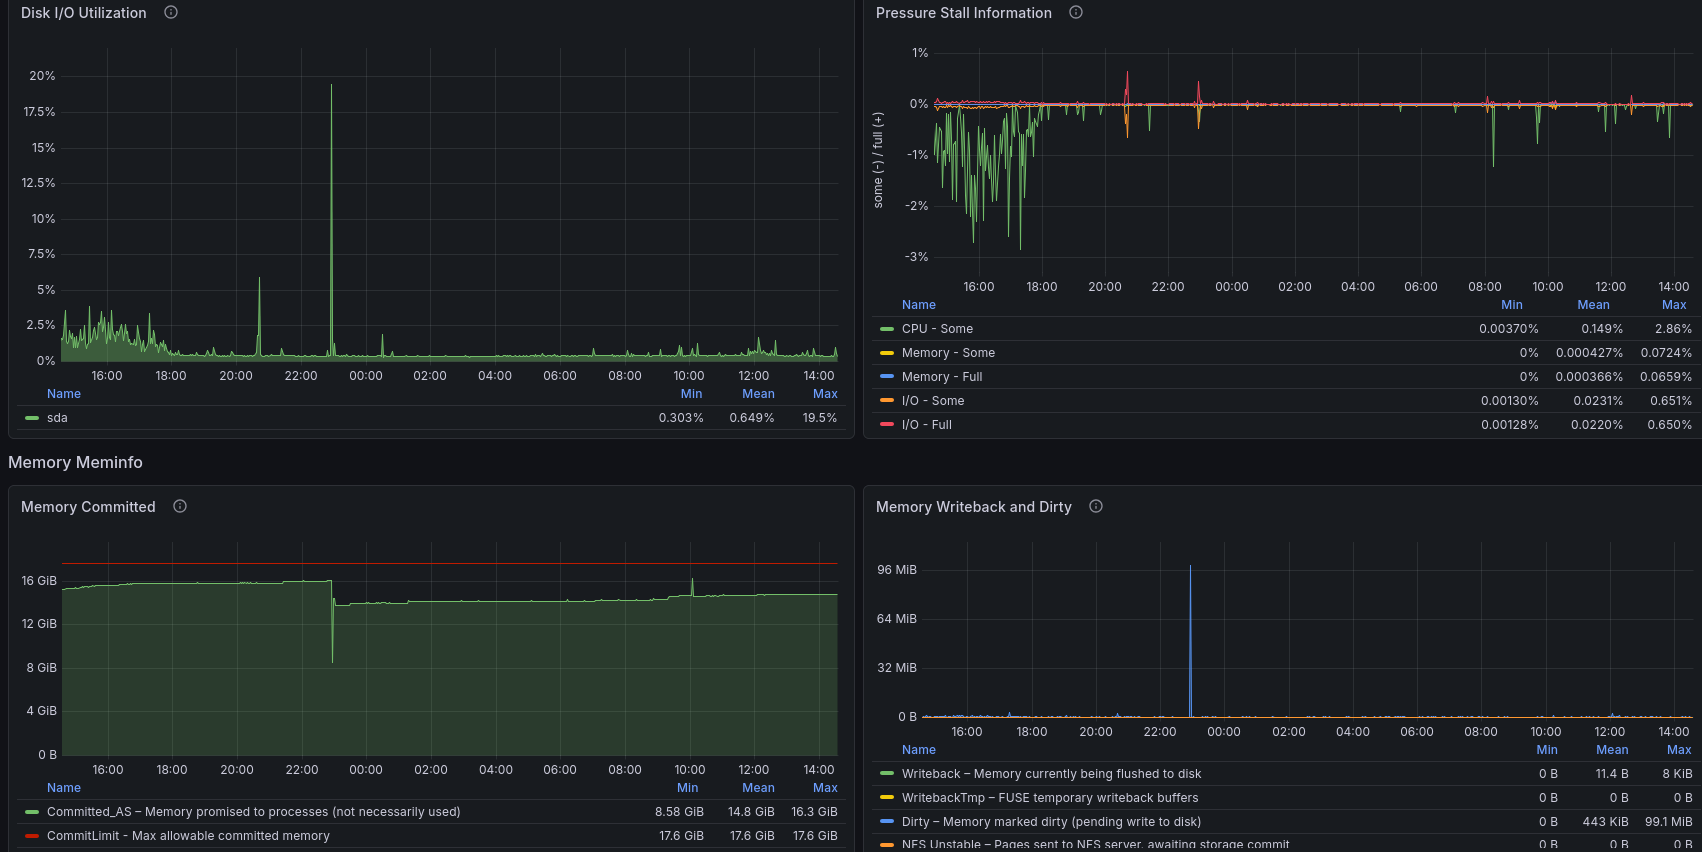 Disk I/O Utilization
20%
17.5%
15%
12.5%
10%
7.5%
5%
2.5%
0%
16:00 18:00 20:00 22:00 00:00 02:00 04:00 06:00 08:00 10:00 12:00 14:00
Name Min Mean Max
sda 0.303% 0.649% 19.5%
Pressure Stall Information
some (-) / full (+)
1%
0%
-1%
-2%
-3%
16:00 18:00 20:00 22:00 00:00 02:00 04:00 06:00 08:00 10:00 12:00 14:00
Name Min Mean Max
CPU - Some 0.00370% 0.149% 2.86%
Memory - Some 0% 0.000427% 0.0724%
Memory - Full 0% 0.000366% 0.0659%
I/O - Some 0.00130% 0.0231% 0.651%
I/O - Full 0.00128% 0.0220% 0.650%
Memory Meminfo
Memory Committed
16 GiB
12 GiB
8 GiB
4 GiB
0 B
16:00 18:00 20:00 22:00 00:00 02:00 04:00 06:00 08:00 10:00 12:00 14:00
Name Min Mean Max
Committed_AS – Memory promised to processes (not necessarily used) 8.58 GiB 14.8 GiB 16.3 GiB
CommitLimit - Max allowable committed memory 17.6 GiB 17.6 GiB 17.6 GiB
Memory Writeback and Dirty
96 MiB
64 MiB
32 MiB
0 B
16:00 18:00 20:00 22:00 00:00 02:00 04:00 06:00 08:00 10:00 12:00 14:00
Name Min Mean Max
Writeback – Memory currently being flushed to disk 0 B 11.4 B 8 KiB
WritebackTmp – FUSE temporary writeback buffers 0 B 0 B 0 B
Dirty – Memory marked dirty (pending write to disk) 0 B 443 KiB 99.1 MiB
NFS Unstable – Pages sent to NFS server, awaiting storage commit 0 B 0 B 0 B